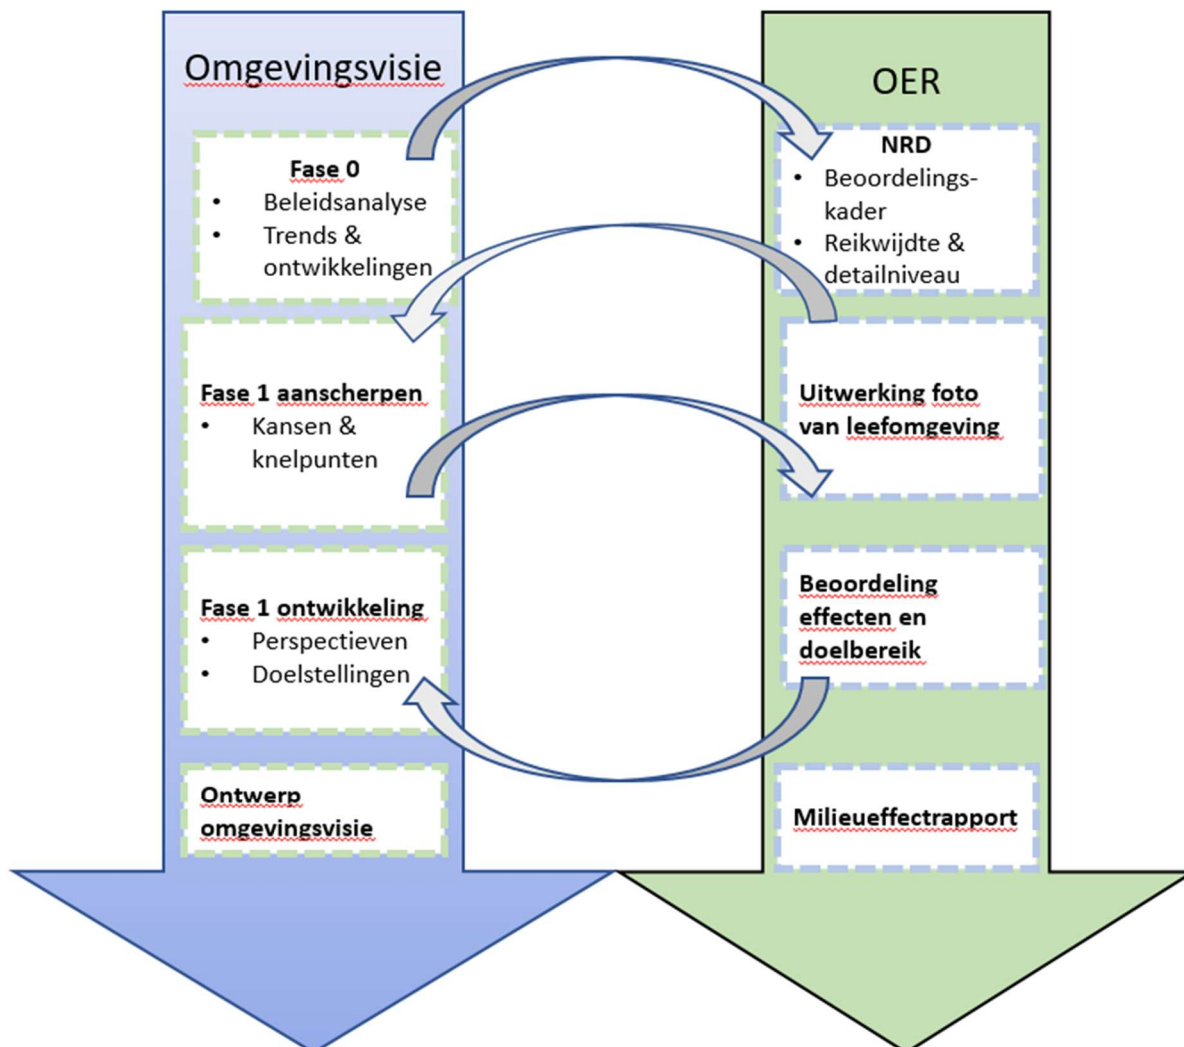 Omgevingsvisie
Fase 0
• Beleidsanalyse
• Trends &
ontwikkelingen
Fase 1 aanscherpen
• Kansen &
knelpunten
Fase 1 ontwikkeling
• Perspectieven
• Doelstellingen
Ontwerp
omgevingsvisie
OER
NRD
• Beoordelings-
kader
• Reikwijdte &
detailniveau
Uitwerking foto
van leefomgeving
Beoordeling
effecten en
doelbereik
Milieueffectrapport